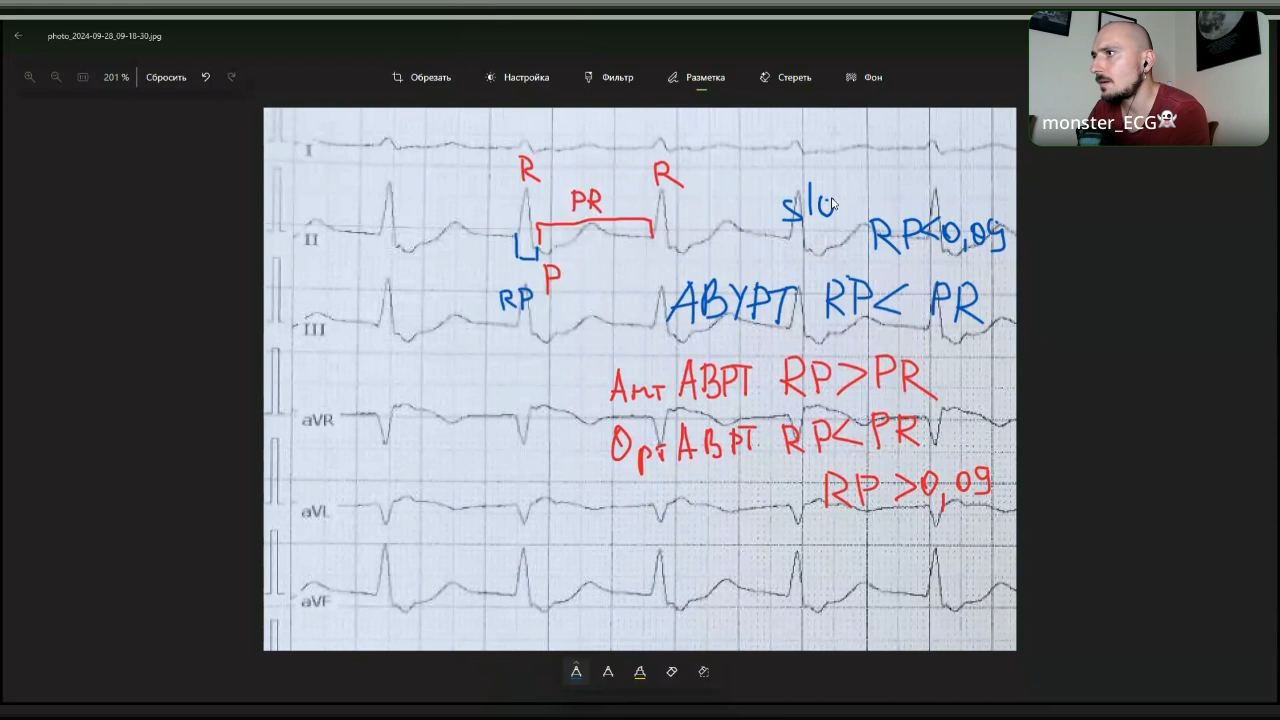 photo_2024-09-28_09-18-30.jpg
201 %
Сбросить
Обрезать
Настройка
Фильтр
Разметка
Стереть
Фон
monster_ECG👻
I
R
R
PR
slo
II
RP<0,09
P
RP
АВУРТ RP< PR
III
Ант АВРТ RP>PR
aVR
Орт АВРТ RP<PR
RP >0,09
aVL
aVF